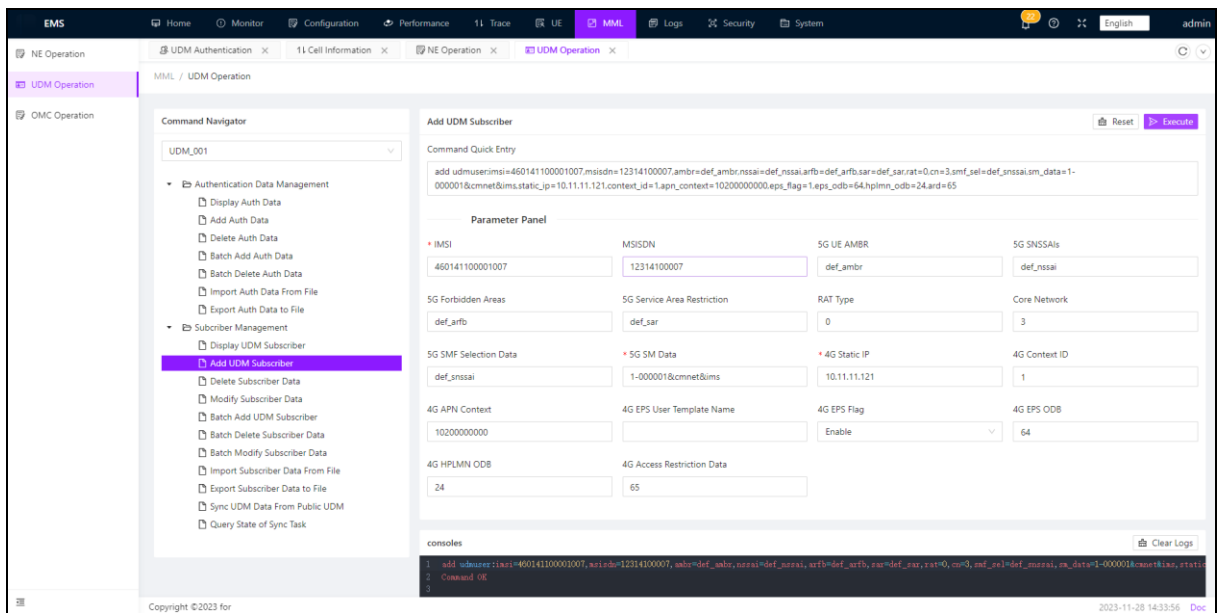 EMS
Home
Monitor
Configuration
Performance
Trace
UE
MML
Logs
Security
System
22
English
admin
NE Operation
UDM Operation
OMC Operation
UDM Authentication
Cell Information
NE Operation
UDM Operation
MML / UDM Operation
Command Navigator
UDM_001
Authentication Data Management
Display Auth Data
Add Auth Data
Delete Auth Data
Batch Add Auth Data
Batch Delete Auth Data
Import Auth Data From File
Export Auth Data to File
Subcriber Management
Display UDM Subscriber
Add UDM Subscriber
Delete Subscriber Data
Modify Subscriber Data
Batch Add UDM Subscriber
Batch Delete Subscriber Data
Batch Modify Subscriber Data
Import Subscriber Data From File
Export Subscriber Data to File
Sync UDM Data From Public UDM
Query State of Sync Task
Add UDM Subscriber
Reset
Execute
Command Quick Entry
add udmuser:imsi=460141100001007,msisdn=12314100007,ambr=def_ambr,nssai=def_nssai,arfb=def_arfb,sar=def_sar,rat=0,cn=3,smf_sel=def_snssai,sm_data=1-
000001&cmnet&ims,static_ip=10.11.11.121,context_id=1,apn_context=10200000000,eps_flag=1,eps_odb=64,hplmn_odb=24,ard=65
Parameter Panel
* IMSI
MSISDN
5G UE AMBR
5G SNSSAIs
460141100001007
12314100007
def_ambr
def_nssai
5G Forbidden Areas
5G Service Area Restriction
RAT Type
Core Network
def_arfb
def_sar
0
3
5G SMF Selection Data
* 5G SM Data
* 4G Static IP
4G Context ID
def_snssai
1-000001&cmnet&ims
10.11.11.121
1
4G APN Context
4G EPS User Template Name
4G EPS Flag
4G EPS ODB
10200000000
Enable
64
4G HPLMN ODB
4G Access Restriction Data
24
65
consoles
Clear Logs
1 add udmuser:imsi=460141100001007,msisdn=12314100007,ambr=def_ambr,nssai=def_nssai,arfb=def_arfb,sar=def_sar,rat=0,cn=3,smf_sel=def_snssai,sm_data=1-000001&cmnet&ims,static
2 Command OK
3
Copyright ©2023 for
2023-11-28 14:33:56 Doc